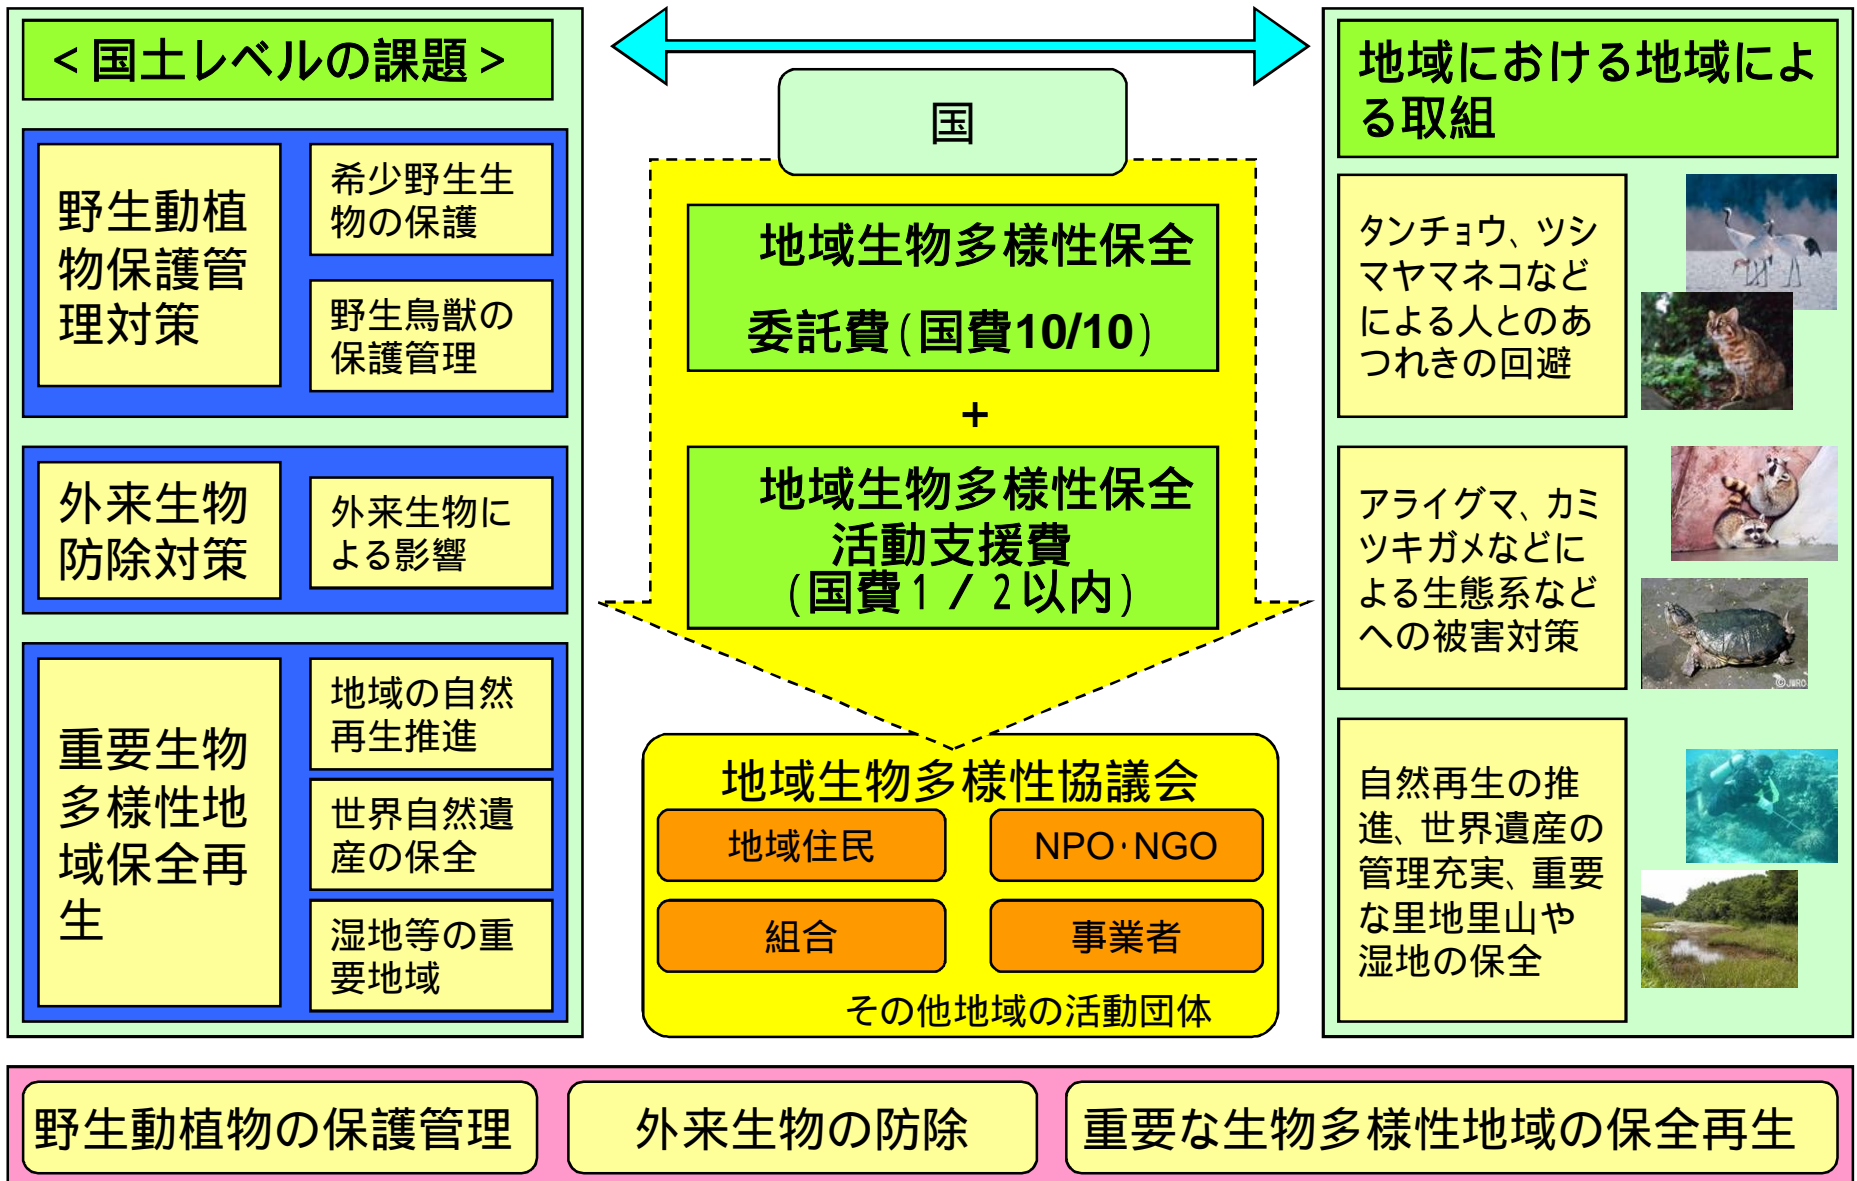 ＜国土レベルの課題＞
野生動植
物保護管
理対策
希少野生生
物の保護
野生鳥獣の
保護管理
外来生物
防除対策
外来生物に
よる影響
重要生物
多様性地
域保全再
生
地域の自然
再生推進
世界自然遺
産の保全
湿地等の重
要地域
国
地域生物多様性保全
委託費（国費10/10）
+
地域生物多様性保全
活動支援費
（国費１／２以内）
地域生物多様性協議会
地域住民
NPO・NGO
組合
事業者
その他地域の活動団体
地域における地域によ
る取組
タンチョウ、ツシ
マヤマネコなど
による人とのあ
つれきの回避
アライグマ、カミ
ツキガメなどに
よる生態系など
への被害対策
©JWRC
自然再生の推
進、世界遺産の
管理充実、重要
な里地里山や
湿地の保全
野生動植物の保護管理
外来生物の防除
重要な生物多様性地域の保全再生